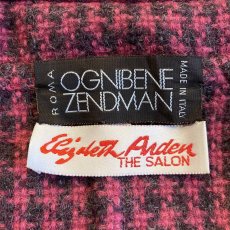 ROMA
OGNIBENE
ZENDMAN
MADE IN ITALY
Elizabeth Arden
THE SALON